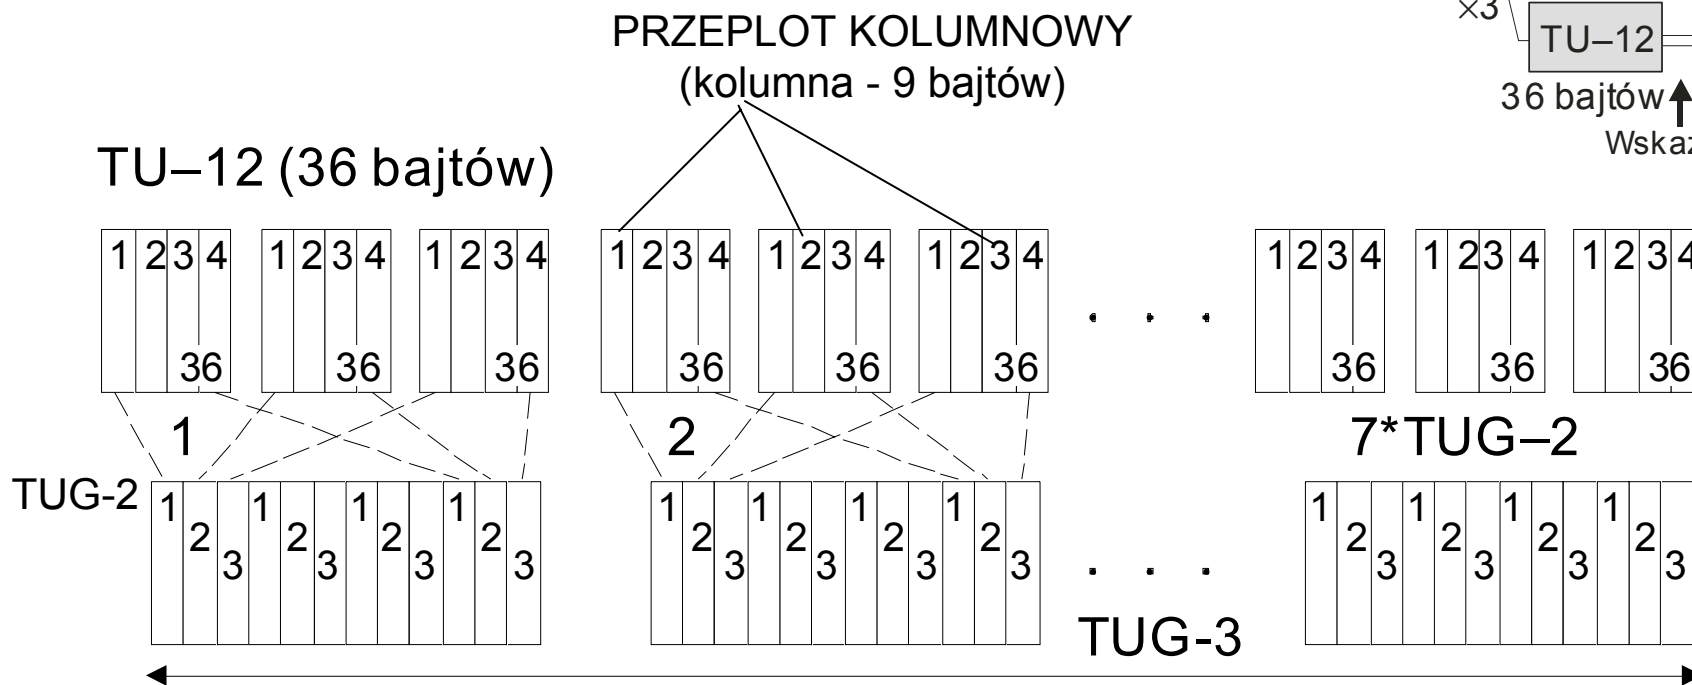 PRZEPLOT KOLUMNOWY
(kolumna - 9 bajtów)
×3
TU–12
36 bajtów
TU–12 (36 bajtów)
1 2 3 4 1 2 3 4 1 2 3 4 1 2 3 4 1 2 3 4 1 2 3 4 . . . 1 2 3 4 1 2 3 4 1 2 3 4
36 36 36 36 36 36 36 36 36
1 2 7*TUG–2
TUG-2
1 2 3 1 2 3 1 2 3 1 2 3 1 2 3 1 2 3 1 2 3 1 2 3 . . . 1 2 3 1 2 3 1 2 3 1 2 3
TUG-3